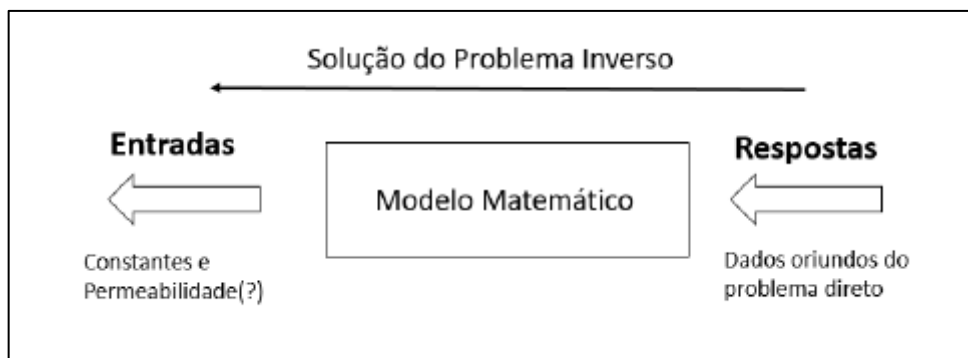 Solução do Problema Inverso
Entradas
Respostas
Modelo Matemático
Constantes e
Permeabilidade(?)
Dados oriundos do
problema direto